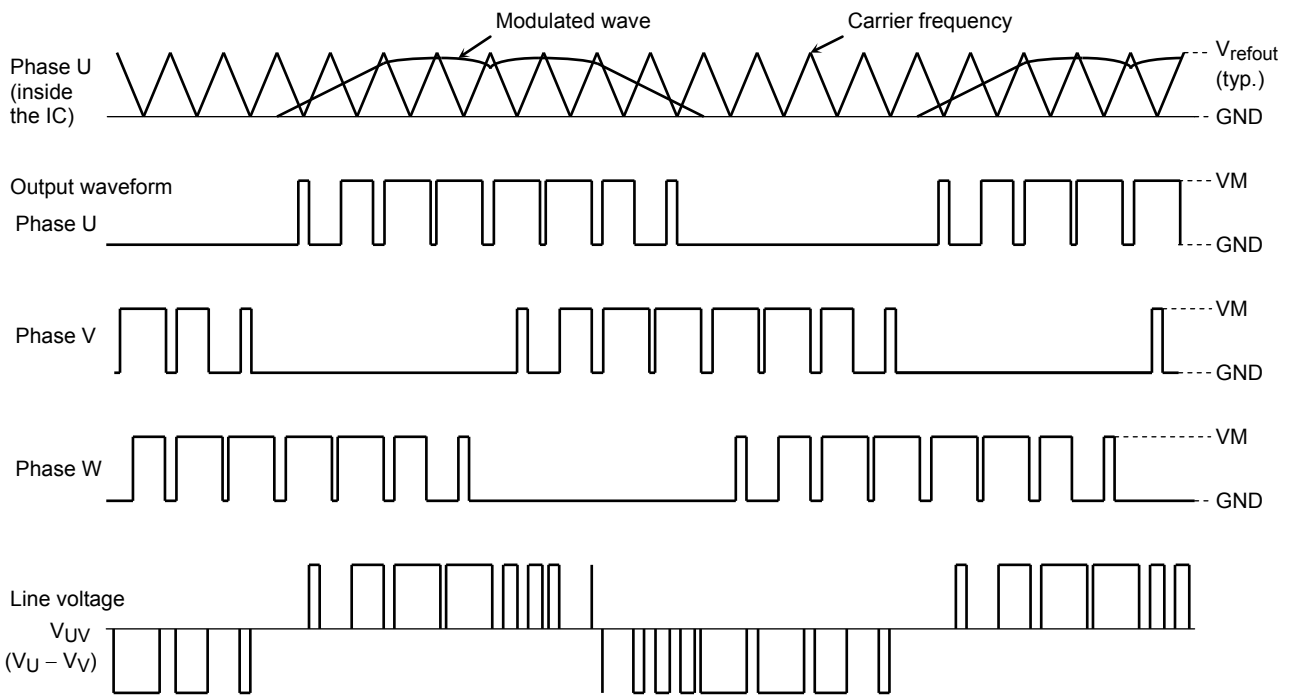 Modulated wave
Carrier frequency
Phase U
(inside
the IC)
Vrefout
(typ.)
GND
Output waveform
Phase U
VM
GND
Phase V
VM
GND
Phase W
VM
GND
Line voltage
VUV
(VU – VV)